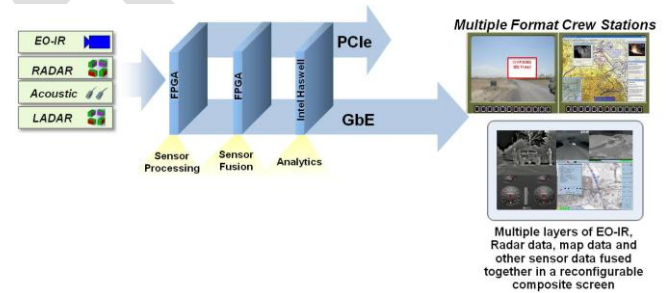 EO-IR
RADAR
Acoustic
LADAR
FPGA
FPGA
Intel Haswell
PCIe
GbE
Sensor
Processing
Sensor
Fusion
Analytics
Multiple Format Crew Stations
Multiple layers of EO-IR,
Radar data, map data and
other sensor data fused
together in a reconfigurable
composite screen